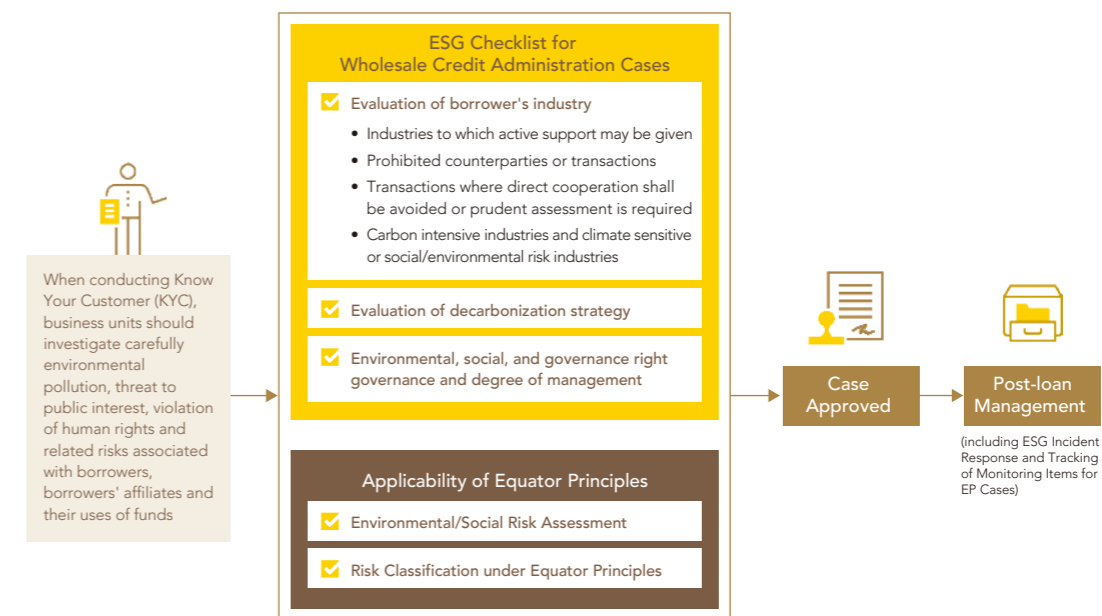 When conducting Know
Your Customer (KYC),
business units should
investigate carefully
environmental
pollution, threat to
public interest, violation
of human rights and
related risks associated
with borrowers,
borrowers' affiliates and
their uses of funds
ESG Checklist for
Wholesale Credit Administration Cases
Evaluation of borrower's industry
• Industries to which active support may be given
• Prohibited counterparties or transactions
• Transactions where direct cooperation shall
be avoided or prudent assessment is required
• Carbon intensive industries and climate sensitive
or social/environmental risk industries
Evaluation of decarbonization strategy
Environmental, social, and governance right
governance and degree of management
Applicability of Equator Principles
Environmental/Social Risk Assessment
Risk Classification under Equator Principles
Case
Approved
Post-loan
Management
(including ESG Incident
Response and Tracking
of Monitoring Items for
EP Cases)